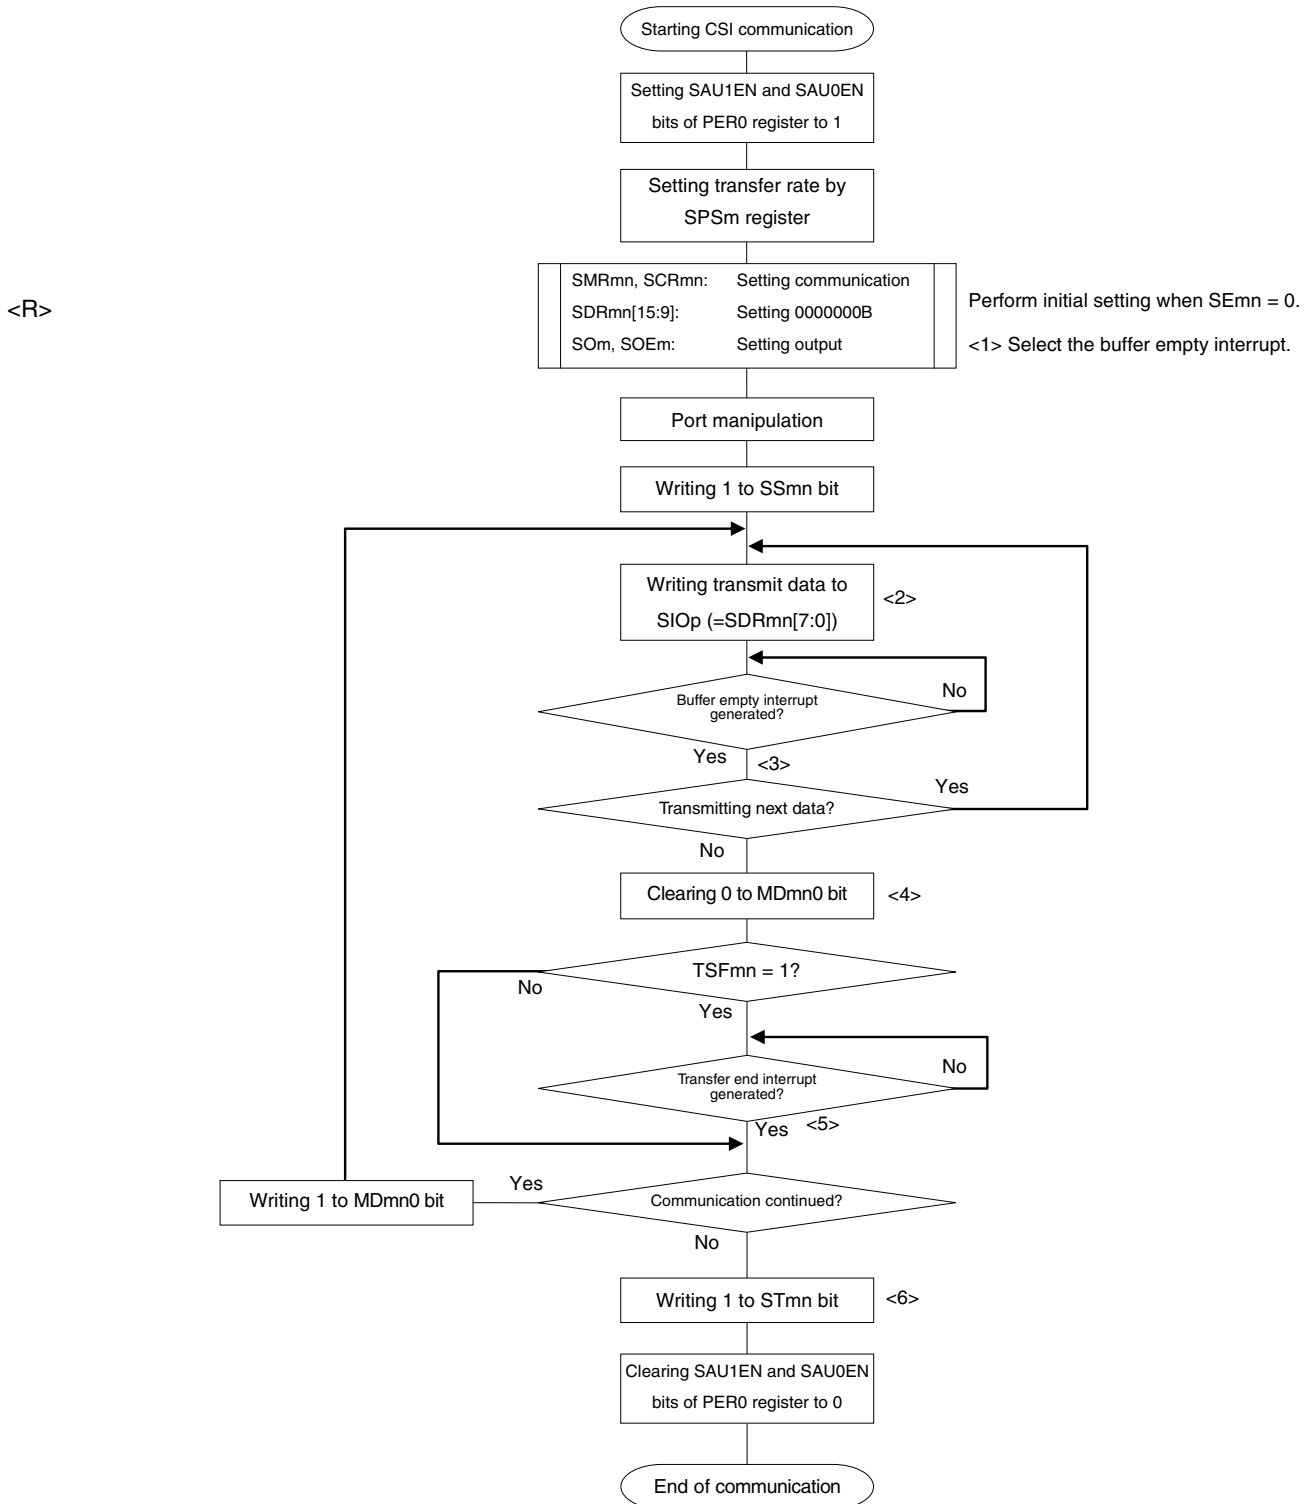 Starting CSI communication
Setting SAU1EN and SAU0EN
bits of PER0 register to 1
Setting transfer rate by
SPSm register
<R>
SMRmn, SCRmn: Setting communication
SDRmn[15:9]: Setting 0000000B
SOm, SOEm: Setting output
Perform initial setting when SEmn = 0.
<1> Select the buffer empty interrupt.
Port manipulation
Writing 1 to SSmn bit
Writing transmit data to
SIOp (=SDRmn[7:0])
<2>
Buffer empty interrupt
generated?
No
Yes
<3>
Transmitting next data?
Yes
No
Clearing 0 to MDmn0 bit
<4>
TSFmn = 1?
No
Yes
Transfer end interrupt
generated?
No
Yes
<5>
Communication continued?
Yes
Writing 1 to MDmn0 bit
No
Writing 1 to STmn bit
<6>
Clearing SAU1EN and SAU0EN
bits of PER0 register to 0
End of communication